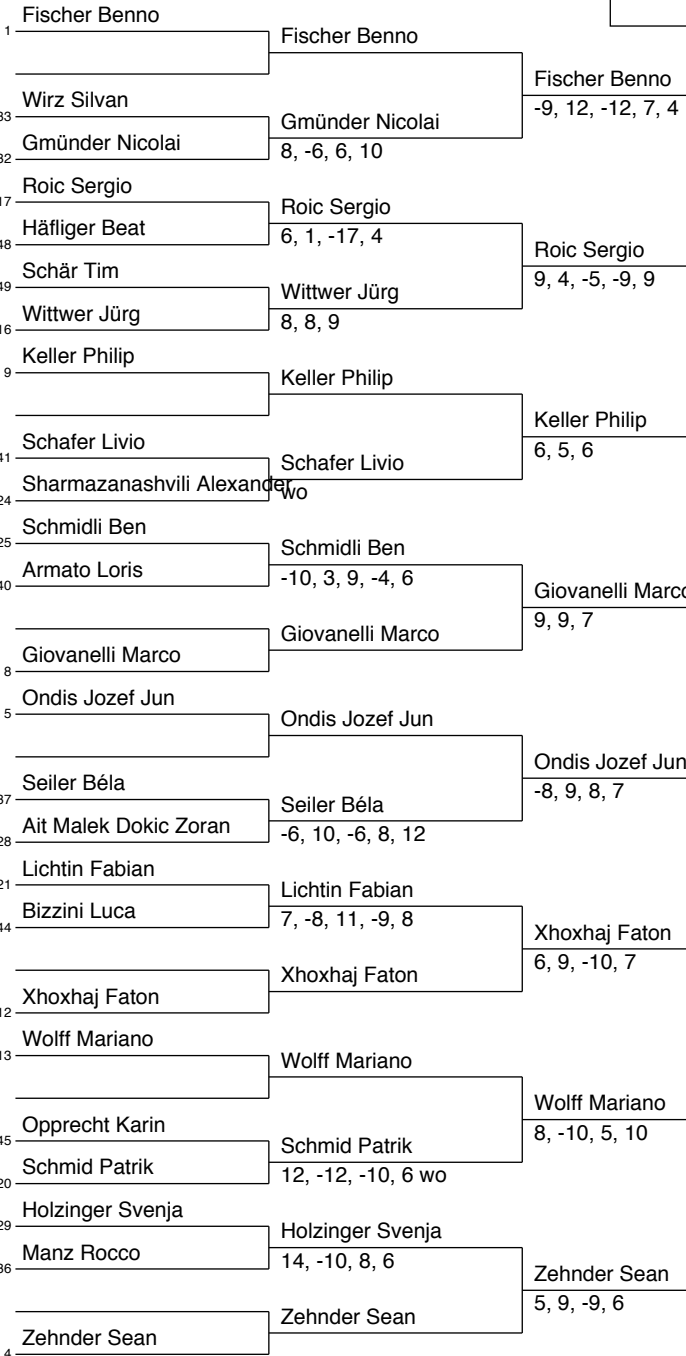 Fischer Benno
1
Wirz Silvan
33
Gmünder Nicolai
32
Roic Sergio
17
Häfliger Beat
48
Schär Tim
49
Wittwer Jürg
16
Keller Philip
9
Schafer Livio
41
Sharmazanashvili Alexander
24
Schmidli Ben
25
Armato Loris
40
Giovanelli Marco
8
Ondis Jozef Jun
5
Seiler Béla
37
Ait Malek Dokic Zoran
28
Lichtin Fabian
21
Bizzini Luca
44
Xhoxhaj Faton
12
Wolff Mariano
13
Opprecht Karin
45
Schmid Patrik
20
Holzinger Svenja
29
Manz Rocco
36
Zehnder Sean
4
Fischer Benno
Gmünder Nicolai
8, -6, 6, 10
Roic Sergio
6, 1, -17, 4
Wittwer Jürg
8, 8, 9
Keller Philip
Schafer Livio
wo
Schmidli Ben
-10, 3, 9, -4, 6
Giovanelli Marco
Ondis Jozef Jun
Seiler Béla
-6, 10, -6, 8, 12
Lichtin Fabian
7, -8, 11, -9, 8
Xhoxhaj Faton
Wolff Mariano
Schmid Patrik
12, -12, -10, 6 wo
Holzinger Svenja
14, -10, 8, 6
Zehnder Sean
Fischer Benno
-9, 12, -12, 7, 4
Roic Sergio
9, 4, -5, -9, 9
Keller Philip
6, 5, 6
Giovanelli Marco
9, 9, 7
Ondis Jozef Jun
-8, 9, 8, 7
Xhoxhaj Faton
6, 9, -10, 7
Wolff Mariano
8, -10, 5, 10
Zehnder Sean
5, 9, -9, 6